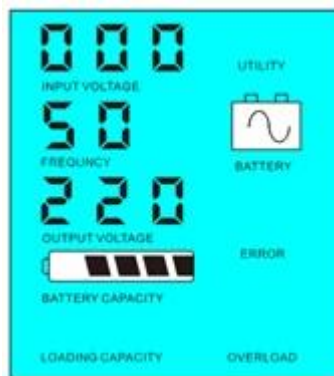 000
INPUT VOLTAGE
UTILITY
50
FREQUNCY
BATTERY
220
OUTPUT VOLTAGE
ERROR
BATTERY CAPACITY
LOADING CAPACITY
OVERLOAD